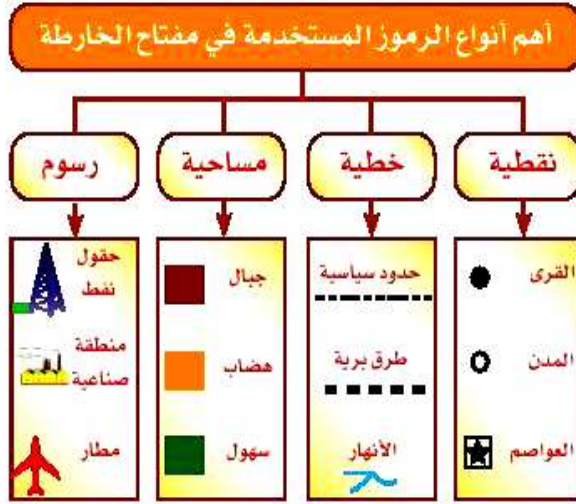 أهم أنواع الرموز المستخدمة في مفتاح الخارطة
نقطية
خطية
مساحية
رسوم
القرى
المدن
العواصم
حدود سياسية
طرق برية
الأنهار
جبال
هضاب
سهول
حقول
نفط
منطقة
صناعية
مطار